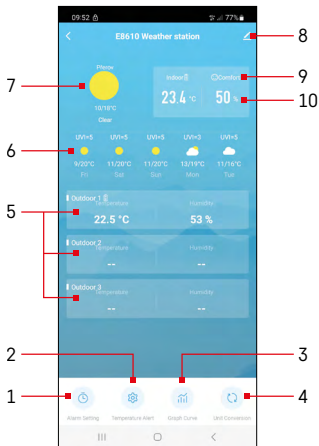 09:52 77%
E8610 Weather station 8
Přerov
Indoor Comfort 9
7
23.4 °C 50 % 10
10/18°C
Clear
UVI=5 UVI=5 UVI=5 UVI=3 UVI=5
6
9/20°C 11/20°C 11/20°C 13/19°C 11/16°C
Fri Sat Sun Mon Tue
Outdoor 1
Temperature Humidity
5
22.5 °C 53 %
Outdoor 2
Temperature Humidity
-- --
Outdoor 3
Temperature Humidity
-- --
2 3
1 4
Alarm Setting Temperature Alert Graph Curve Unit Conversion